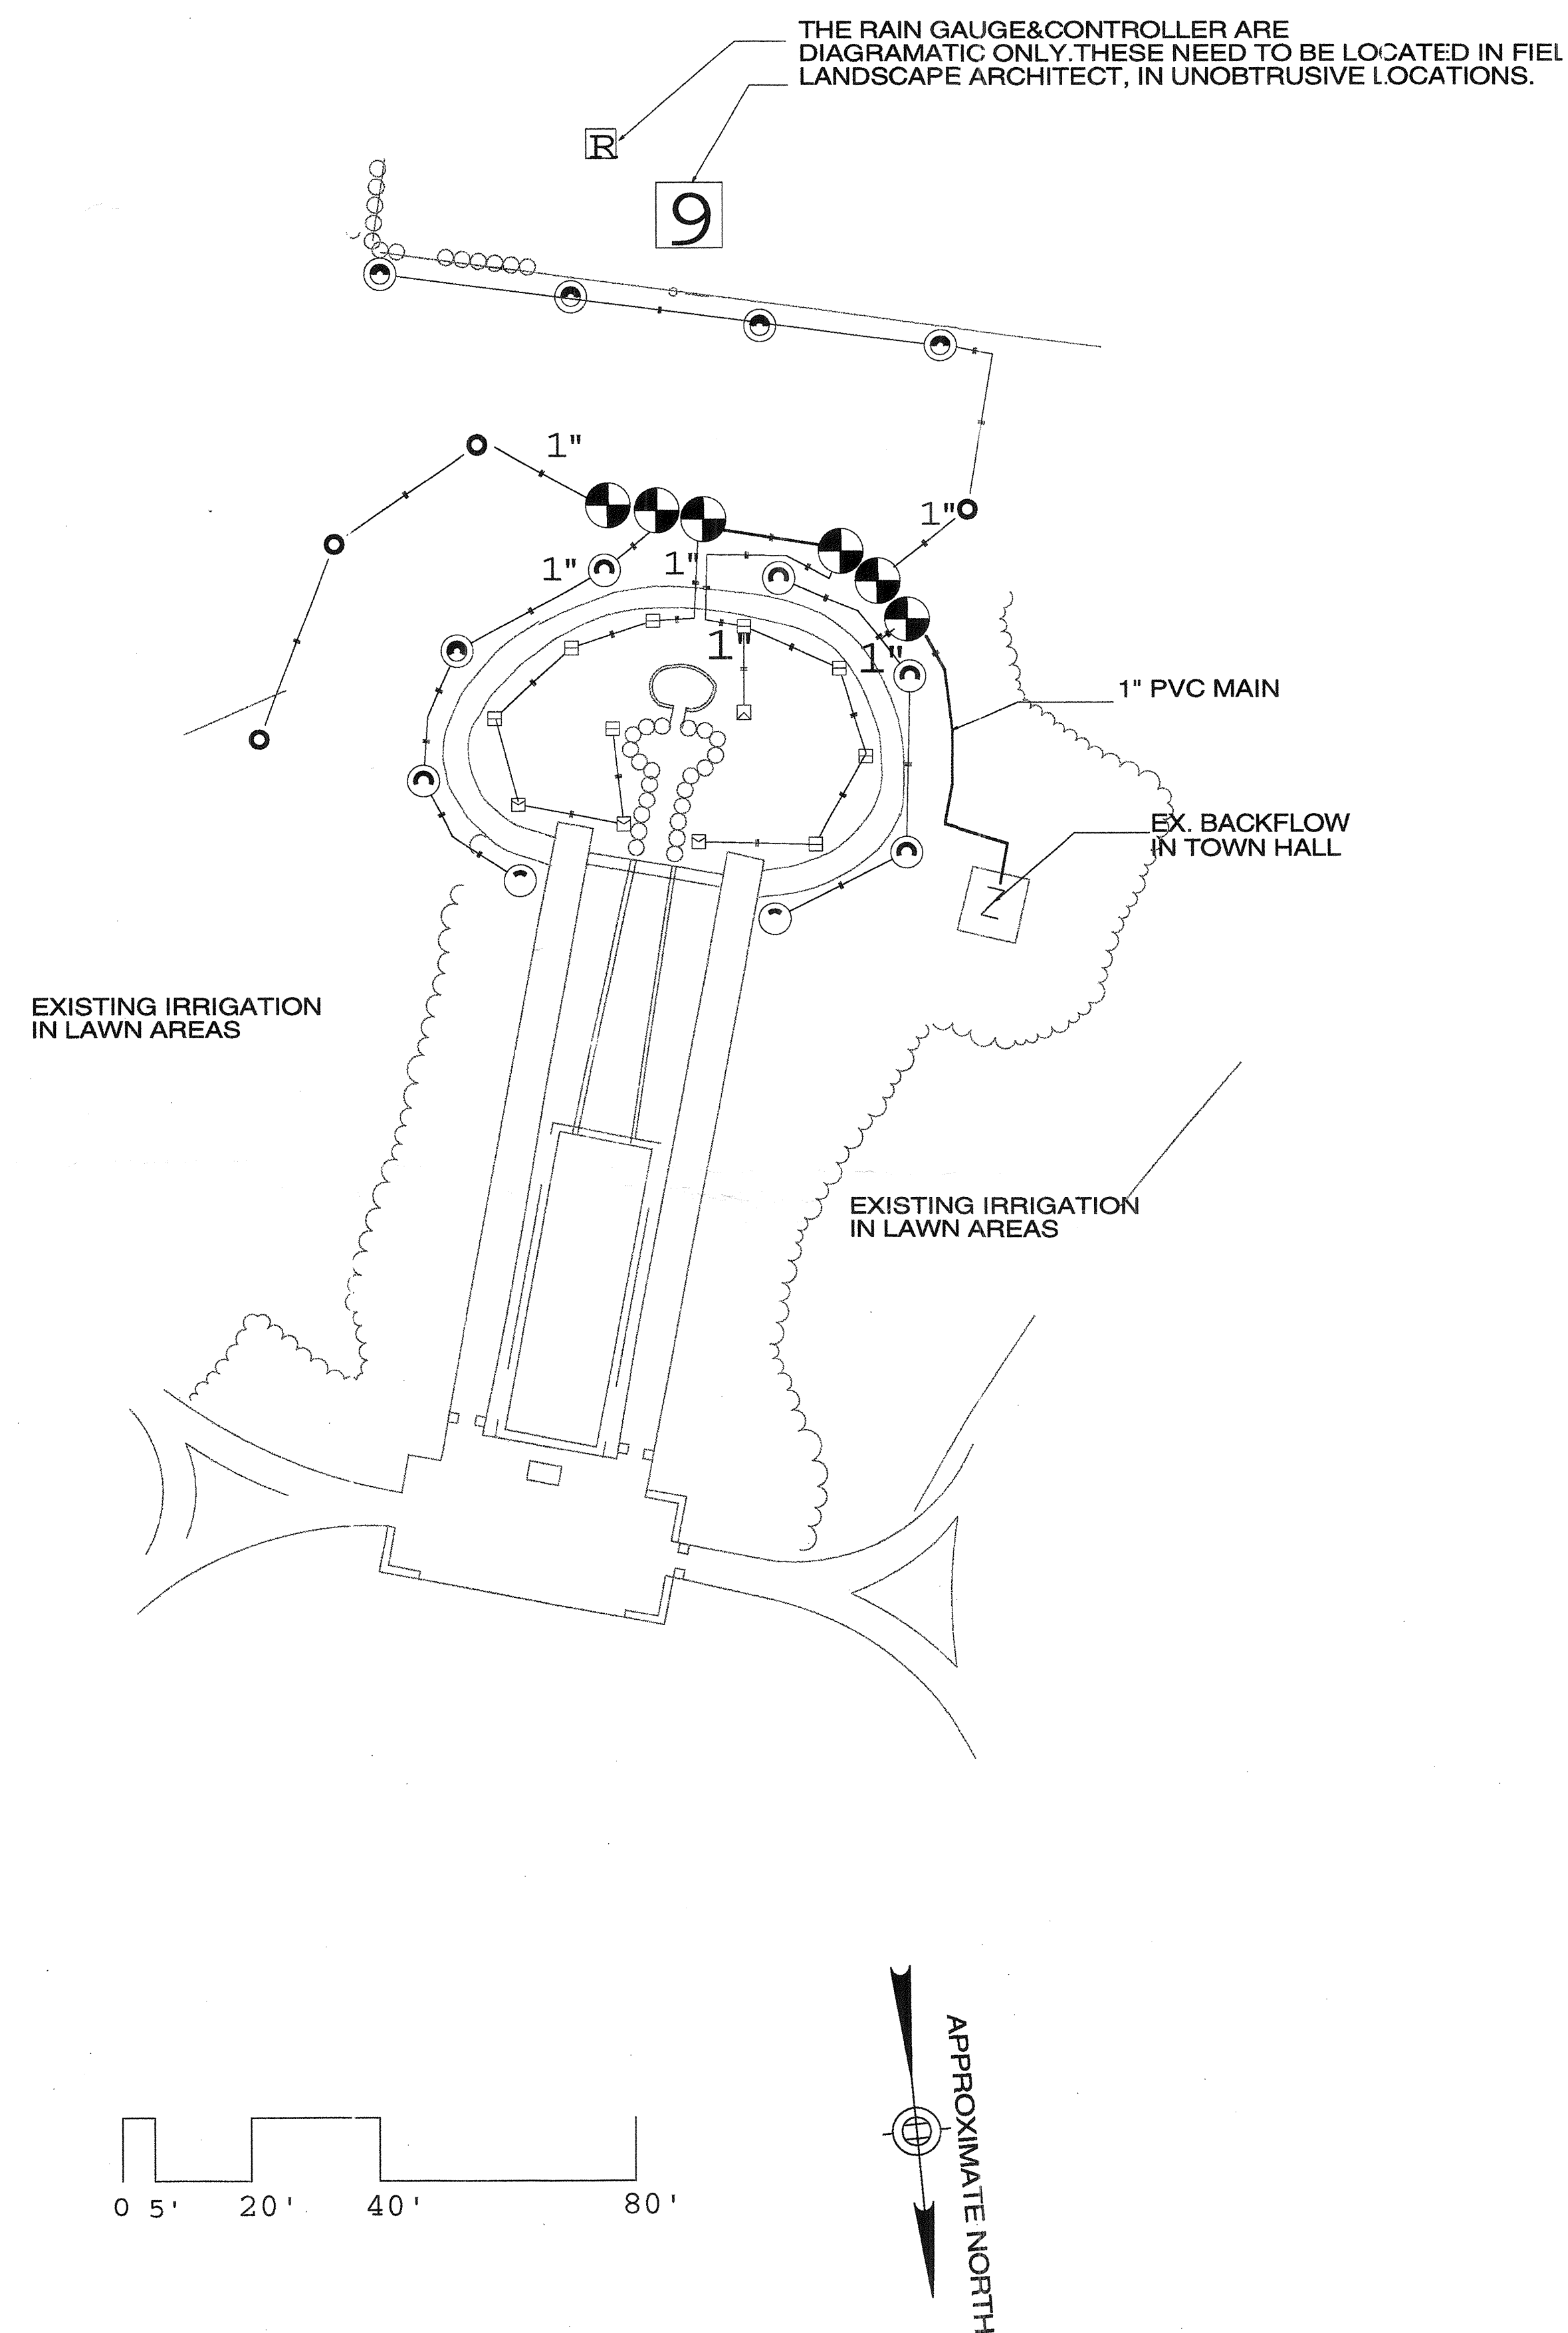 THE RAIN GAUGE&CONTROLLER ARE
DIAGRAMATIC ONLY.THESE NEED TO BE LOCATED IN FIEL
LANDSCAPE ARCHITECT, IN UNOBTRUSIVE LOCATIONS.
R
9
1"
1"
1"
1"
1"
1"
1" PVC MAIN
EX. BACKFLOW
IN TOWN HALL
Z
EXISTING IRRIGATION
IN LAWN AREAS
EXISTING IRRIGATION
IN LAWN AREAS
APPROXIMATE NORTH
0 5' 20' 40' 80'